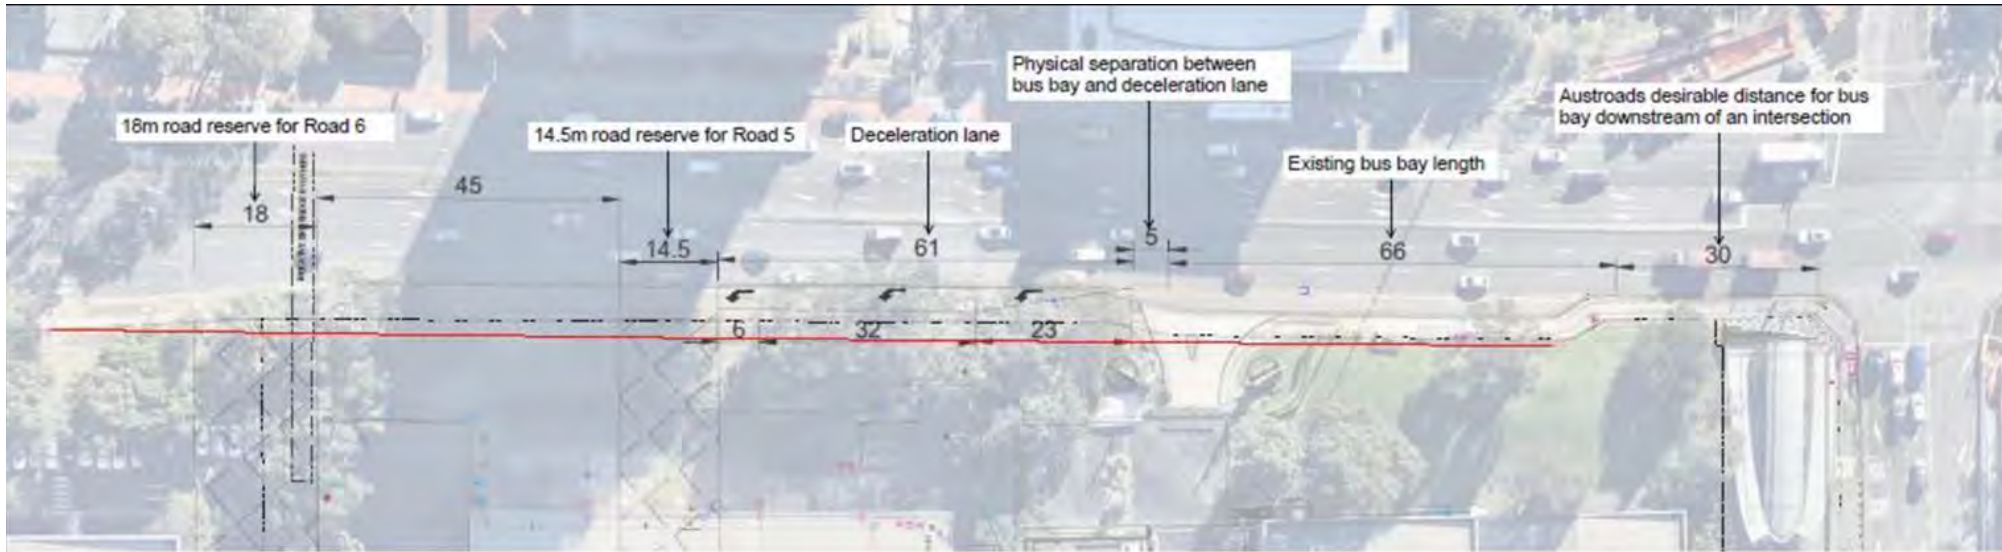 Physical separation between
bus bay and deceleration lane
Austroads desirable distance for bus
bay downstream of an intersection
18m road reserve for Road 6
14.5m road reserve for Road 5
Deceleration lane
Existing bus bay length
45
18
14.5
61
5
66
30
6
32
23